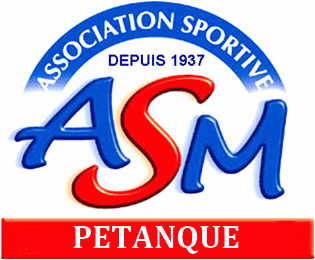 ASSOCIATION SPORTIVE
DEPUIS 1937
ASM
PETANQUE